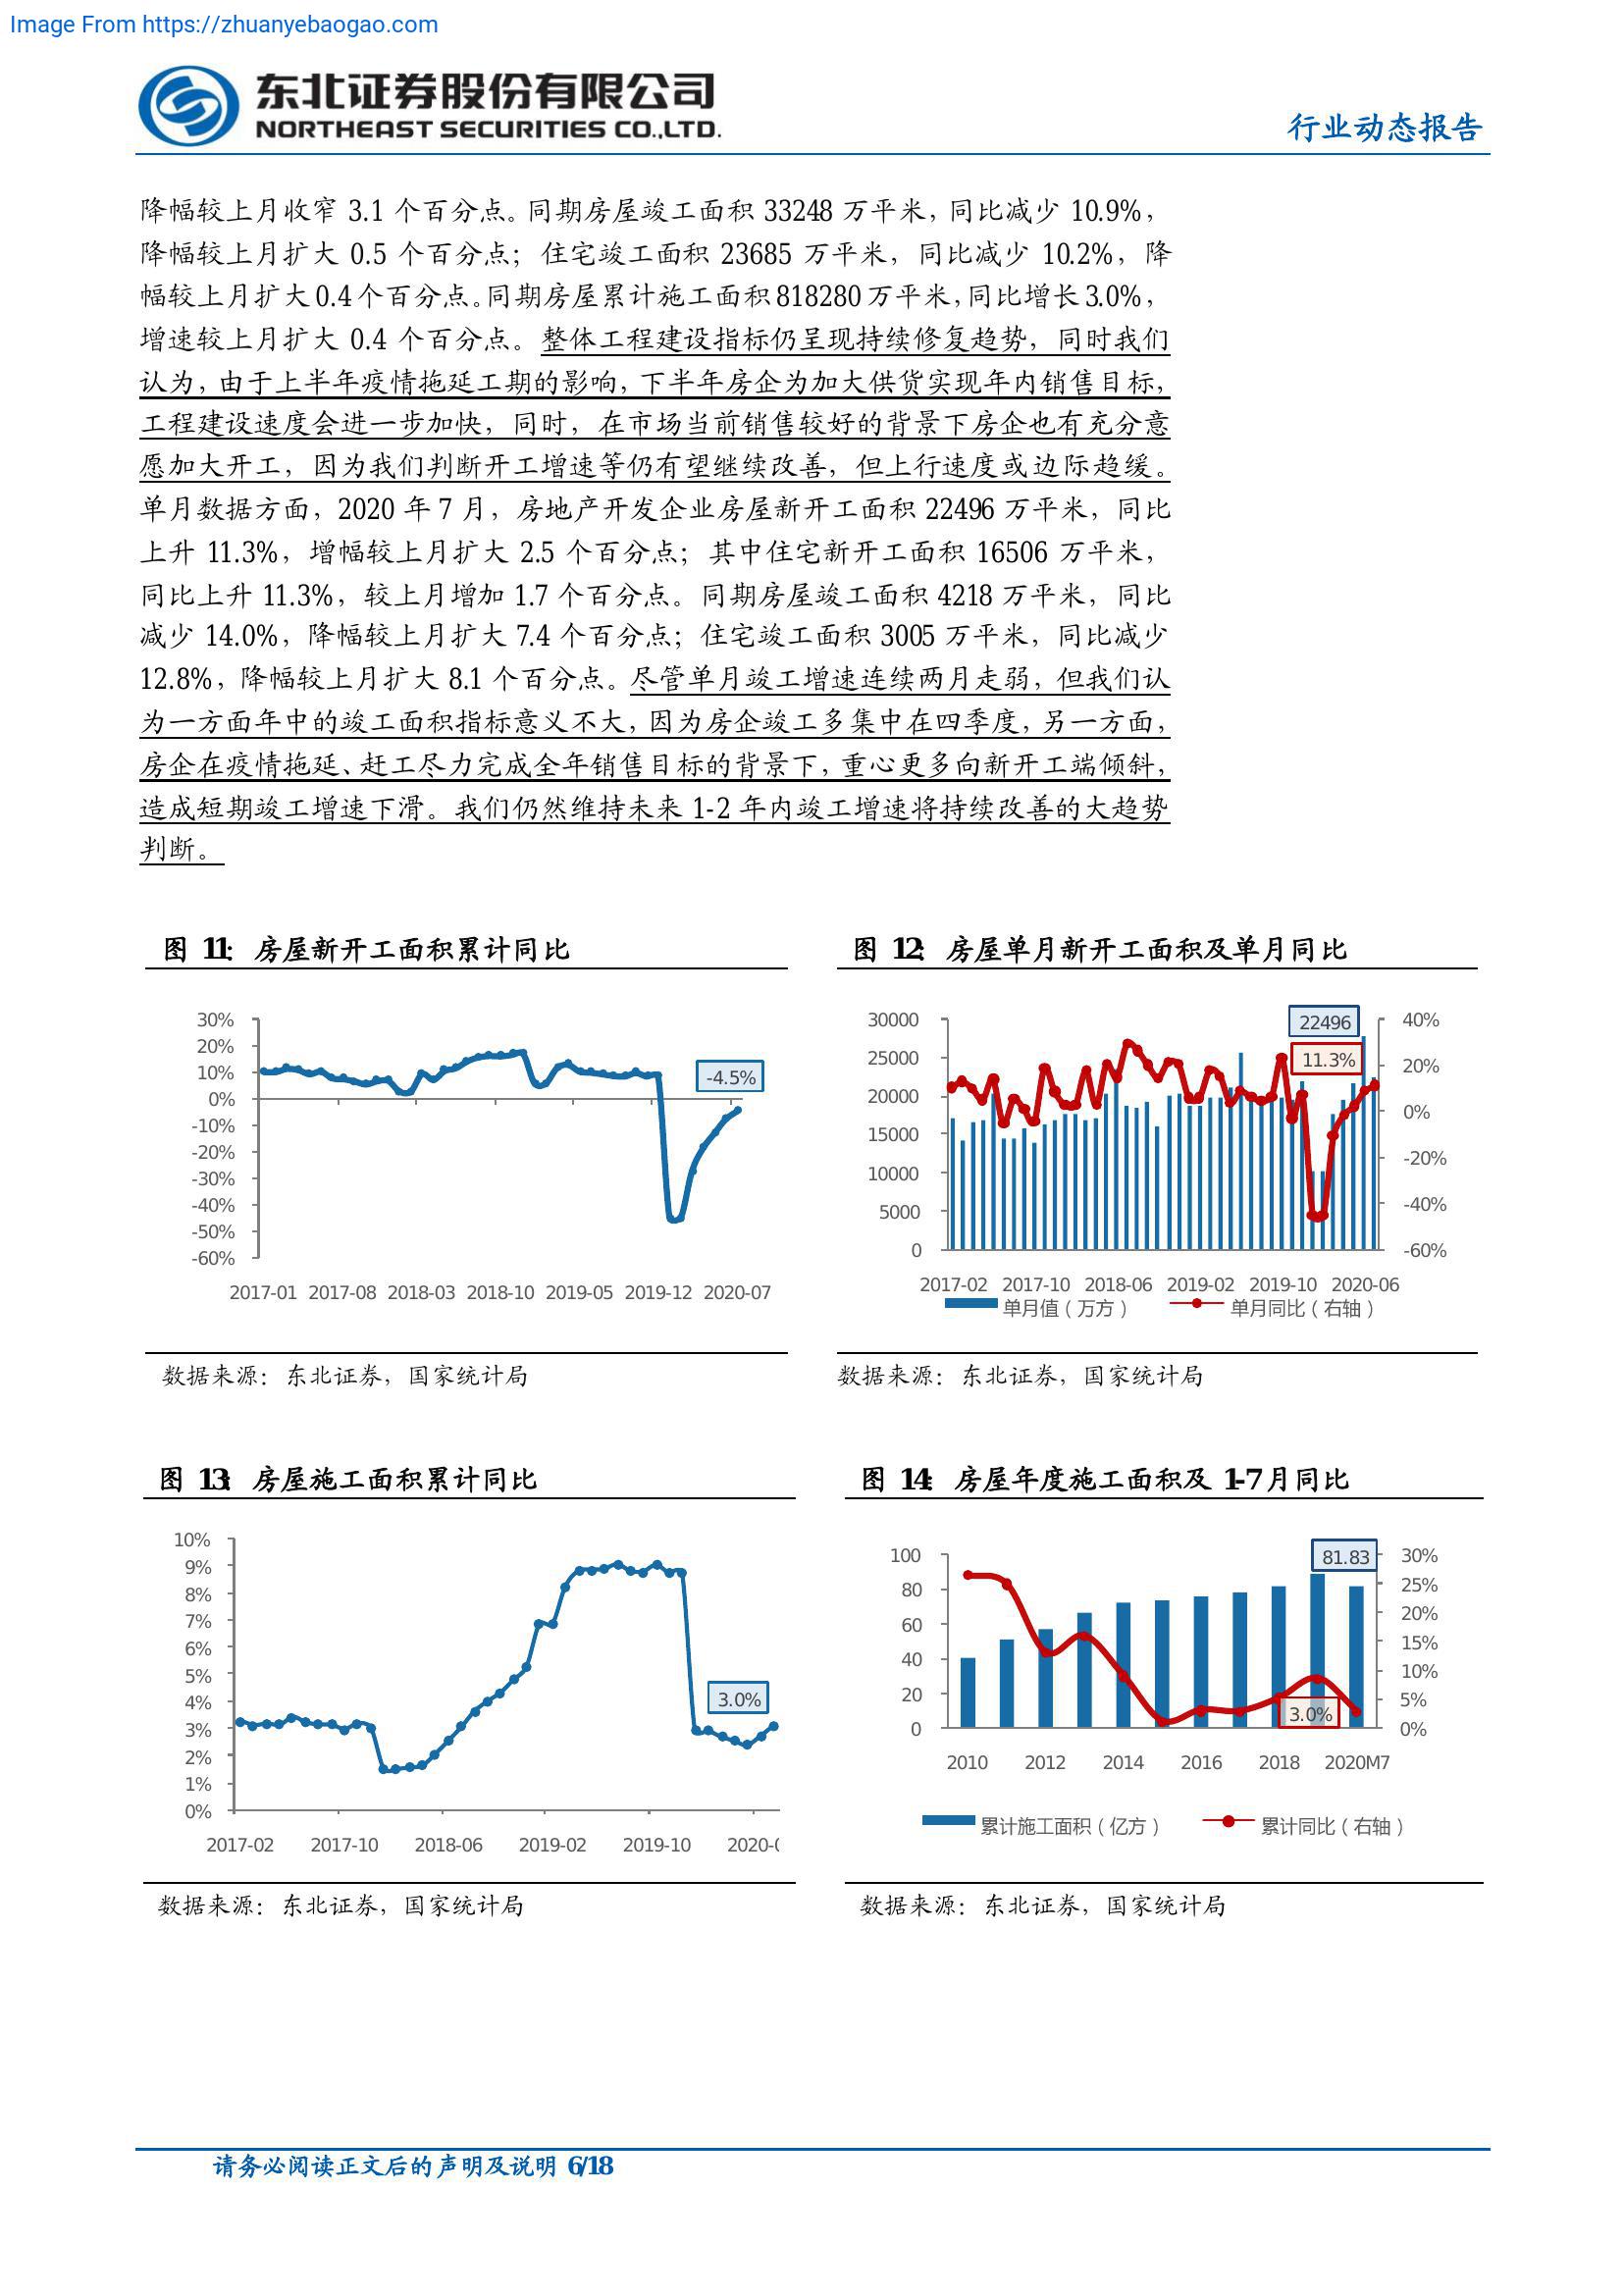 Image From https://zhuanyebaogao.com
东北证券股份有限公司
NORTHEAST SECURITIES CO.,LTD.
行业动态报告
降幅较上月收窄 3.1 个百分点。同期房屋竣工面积 33248 万平米，同比减少 10.9%，
降幅较上月扩大 0.5 个百分点；住宅竣工面积 23685 万平米，同比减少 10.2%，降
幅较上月扩大 0.4 个百分点。同期房屋累计施工面积 818280 万平米，同比增长 3.0%，
增速较上月扩大 0.4 个百分点。整体工程建设指标仍呈现持续修复趋势，同时我们
认为，由于上半年疫情拖延工期的影响，下半年房企为加大供货实现年内销售目标，
工程建设速度会进一步加快，同时，在市场当前销售较好的背景下房企也有充分意
愿加大开工，因为我们判断开工增速等仍有望继续改善，但上行速度或边际趋缓。
单月数据方面，2020 年 7 月，房地产开发企业房屋新开工面积 22496 万平米，同比
上升 11.3%，增幅较上月扩大 2.5 个百分点；其中住宅新开工面积 16506 万平米，
同比上升 11.3%，较上月增加 1.7 个百分点。同期房屋竣工面积 4218 万平米，同比
减少 14.0%，降幅较上月扩大 7.4 个百分点；住宅竣工面积 3005 万平米，同比减少
12.8%，降幅较上月扩大 8.1 个百分点。尽管单月竣工增速连续两月走弱，但我们认
为一方面年中的竣工面积指标意义不大，因为房企竣工多集中在四季度，另一方面，
房企在疫情拖延、赶工尽力完成全年销售目标的背景下，重心更多向新开工端倾斜，
造成短期竣工增速下滑。我们仍然维持未来 1-2 年内竣工增速将持续改善的大趋势
判断。
图 11：房屋新开工面积累计同比
30%
20%
10%
0%
-10%
-20%
-30%
-40%
-50%
-60%
-4.5%
2017-01 2017-08 2018-03 2018-10 2019-05 2019-12 2020-07
数据来源：东北证券，国家统计局
图 12：房屋单月新开工面积及单月同比
30000
25000
20000
15000
10000
5000
0
22496
11.3%
40%
20%
0%
-20%
-40%
-60%
2017-02 2017-10 2018-06 2019-02 2019-10 2020-06
单月值（万方） 单月同比（右轴）
数据来源：东北证券，国家统计局
图 13：房屋施工面积累计同比
10%
9%
8%
7%
6%
5%
4%
3%
2%
1%
0%
3.0%
2017-02 2017-10 2018-06 2019-02 2019-10 2020-0
数据来源：东北证券，国家统计局
图 14：房屋年度施工面积及 1-7 月同比
100
80
60
40
20
0
81.83
3.0%
30%
25%
20%
15%
10%
5%
0%
2010 2012 2014 2016 2018 2020M7
累计施工面积（亿方） 累计同比（右轴）
数据来源：东北证券，国家统计局
请务必阅读正文后的声明及说明 6/18